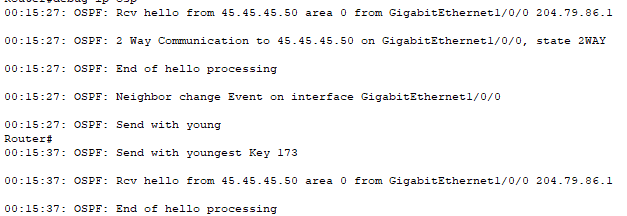 00:15:27: OSPF: Rcv hello from 45.45.45.50 area 0 from GigabitEthernet1/0/0 204.79.86.1
00:15:27: OSPF: 2 Way Communication to 45.45.45.50 on GigabitEthernet1/0/0, state 2WAY
00:15:27: OSPF: End of hello processing
00:15:27: OSPF: Neighbor change Event on interface GigabitEthernet1/0/0
00:15:27: OSPF: Send with young
Router#
00:15:37: OSPF: Send with youngest Key 173
00:15:37: OSPF: Rcv hello from 45.45.45.50 area 0 from GigabitEthernet1/0/0 204.79.86.1
00:15:37: OSPF: End of hello processing